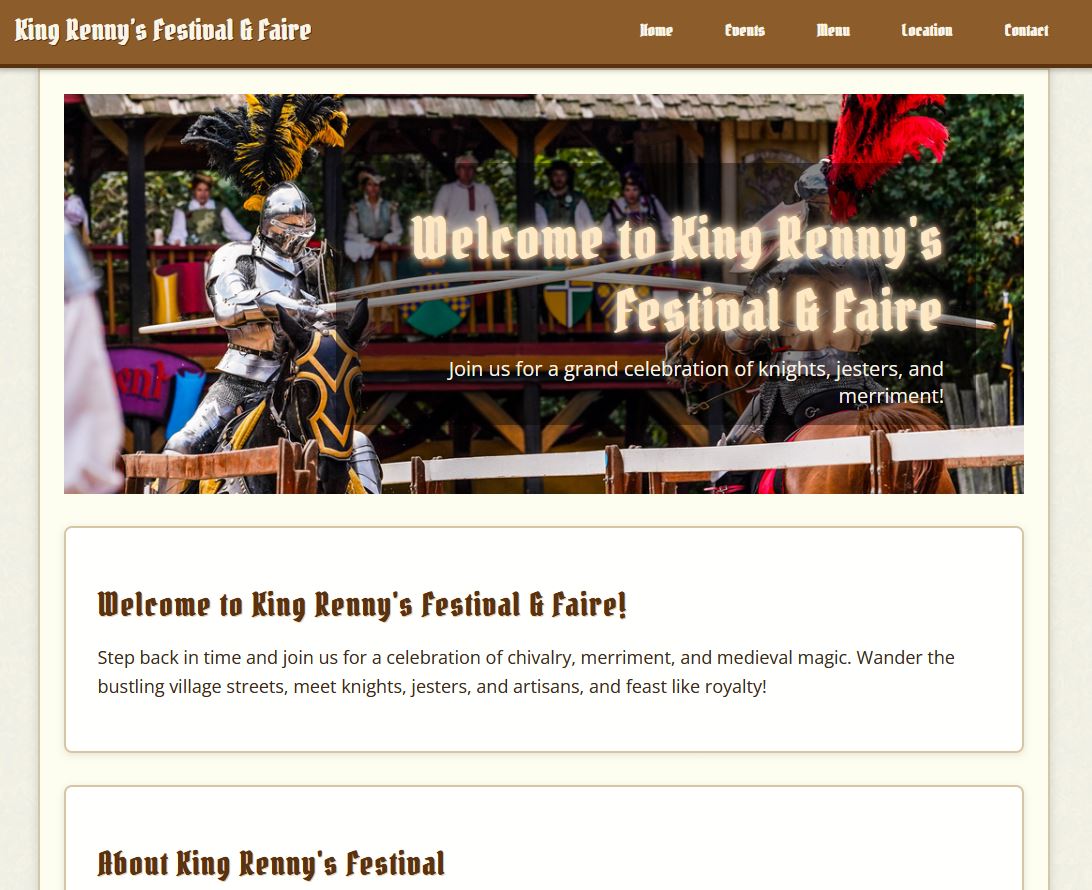 King Renny's Festival & Faire
Home Events Menu Location Contact
Welcome to King Renny's
Festival & Faire
Join us for a grand celebration of knights, jesters, and
merriment!
Welcome to King Renny's Festival & Faire!
Step back in time and join us for a celebration of chivalry, merriment, and medieval magic. Wander the
bustling village streets, meet knights, jesters, and artisans, and feast like royalty!
About King Renny's Festival